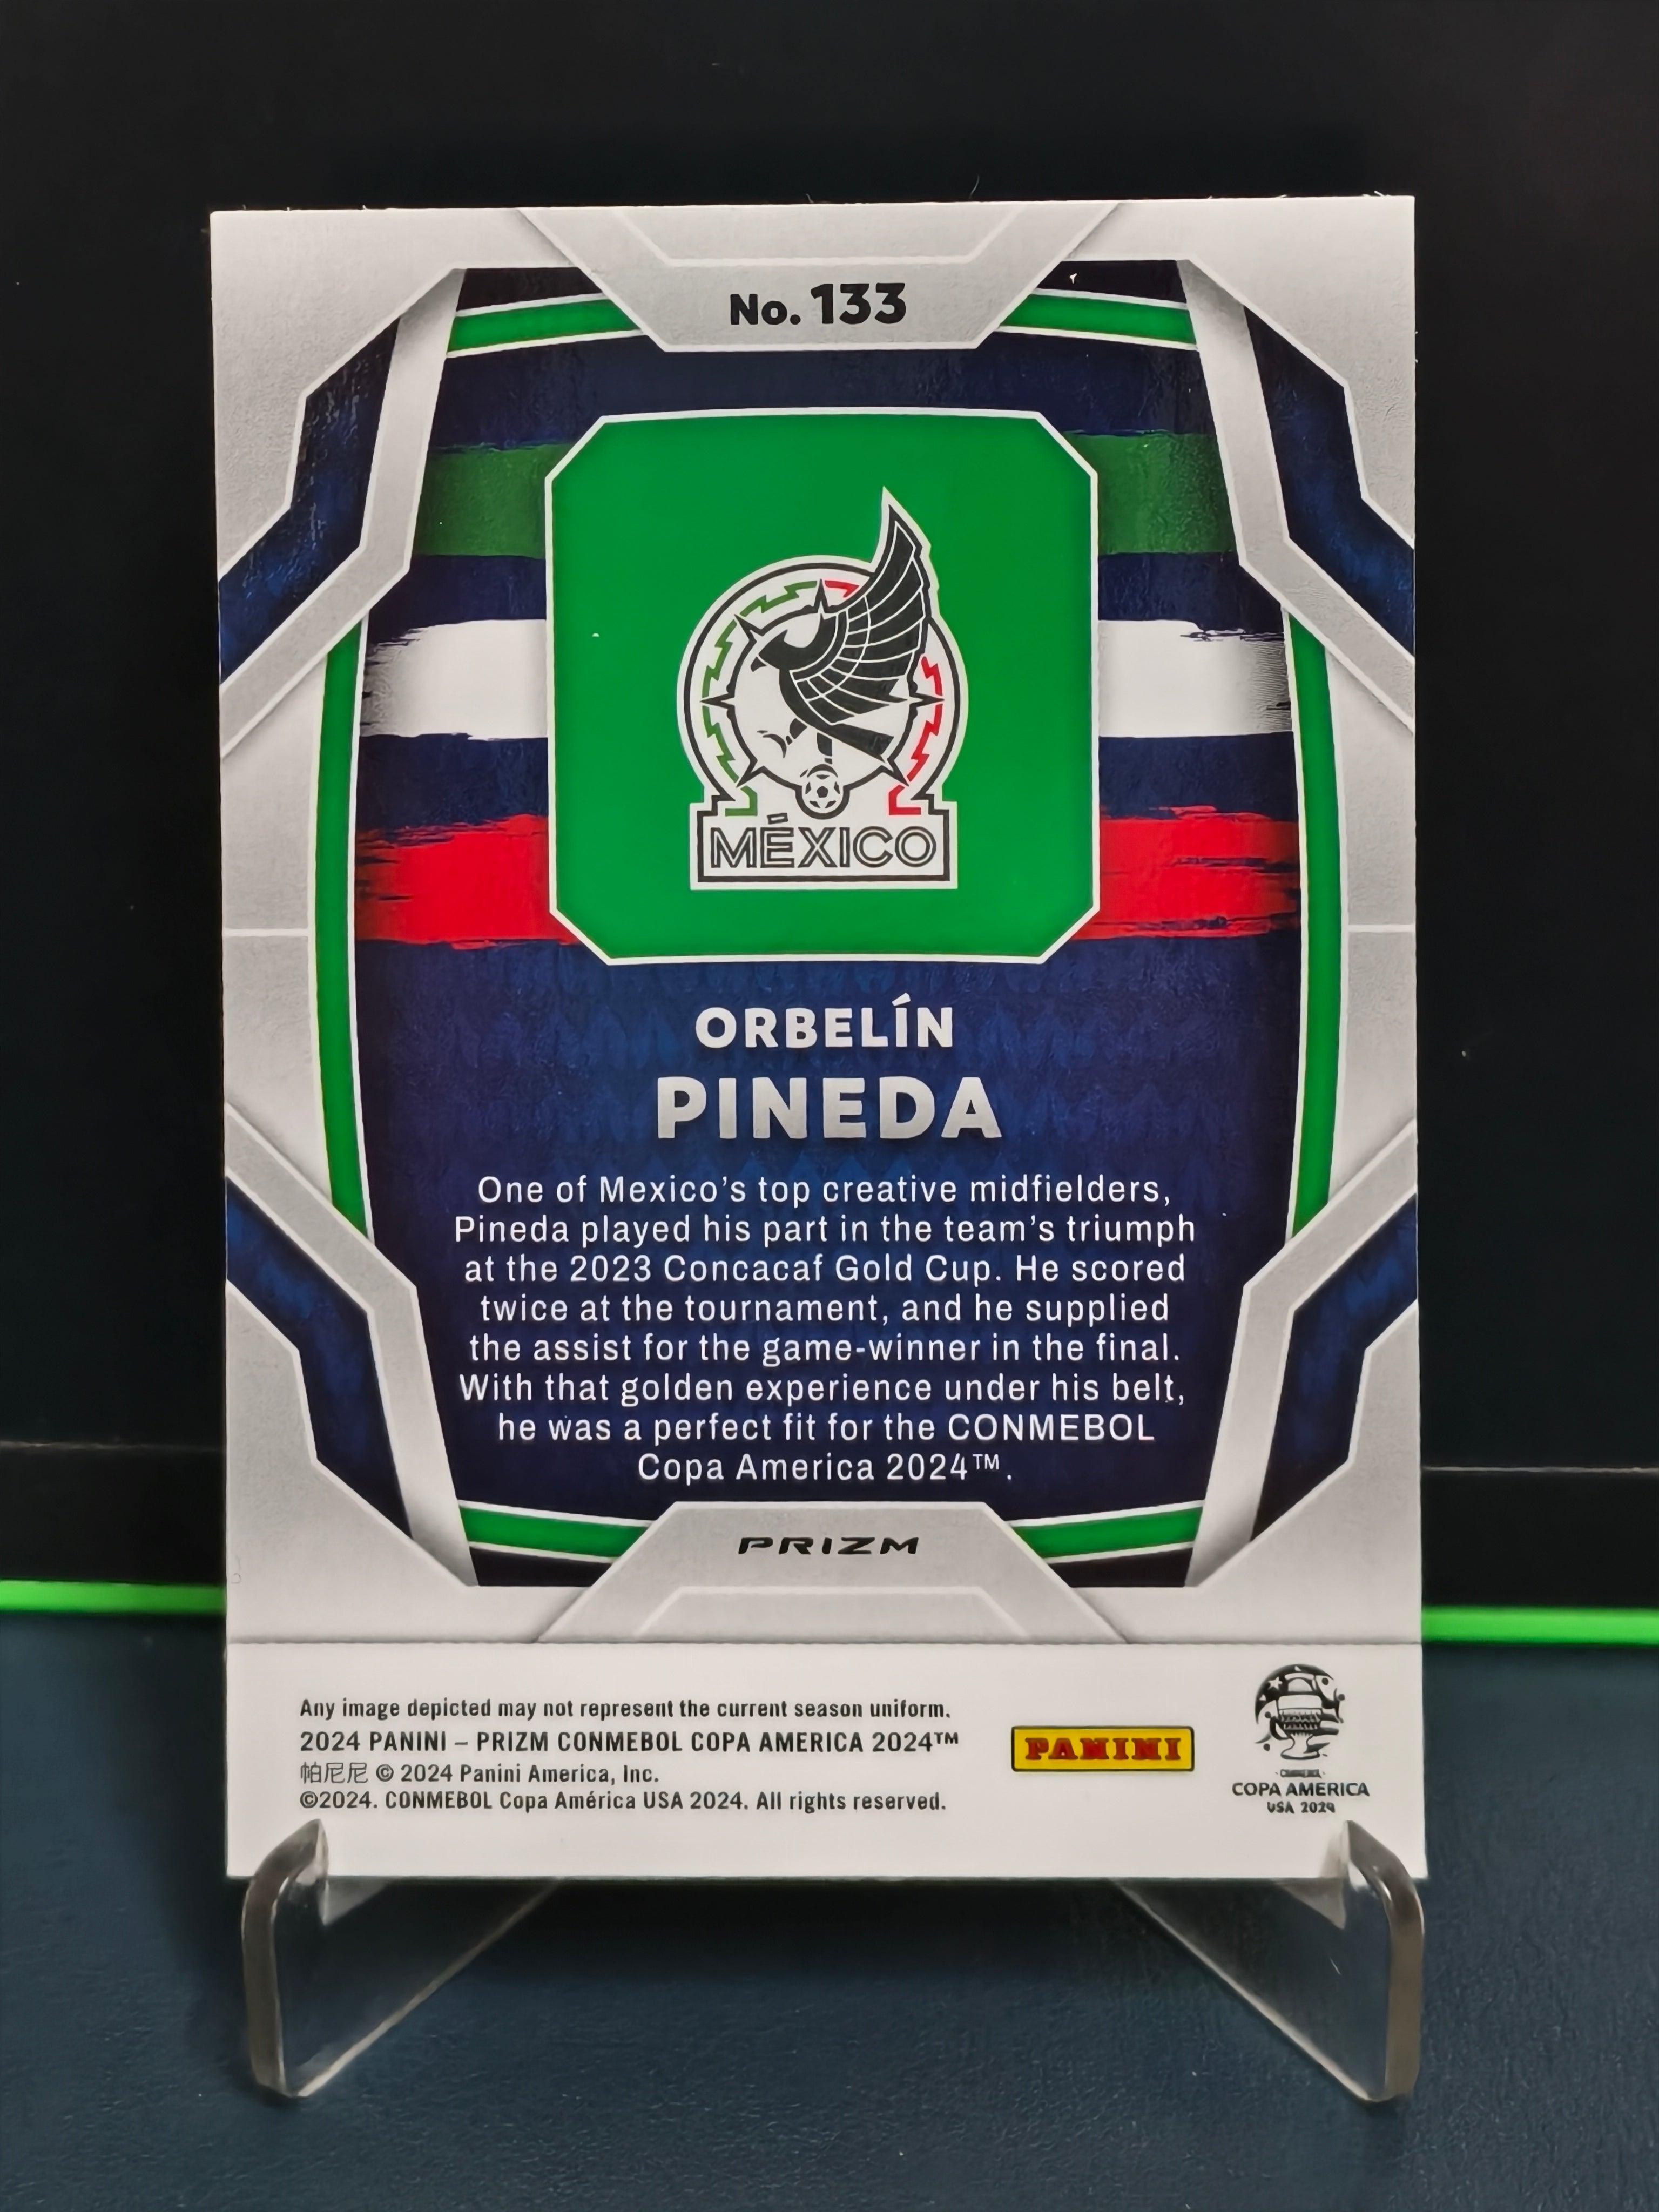 No. 133
MÉXICO
ORBELÍN
PINEDA
One of Mexico's top creative midfielders,
Pineda played his part in the team's triumph
at the 2023 Concacaf Gold Cup. He scored
twice at the tournament, and he supplied
the assist for the game-winner in the final.
With that golden experience under his belt,
he was a perfect fit for the CONMEBOL
Copa America 2024™.
PRIZM
Any image depicted may not represent the current season uniform.
2024 PANINI – PRIZM CONMEBOL COPA AMERICA 2024™
帕尼尼 © 2024 Panini America, Inc.
©2024. CONMEBOL Copa América USA 2024. All rights reserved.
PANINI
CONMEBOL
COPA AMERICA
USA 2024